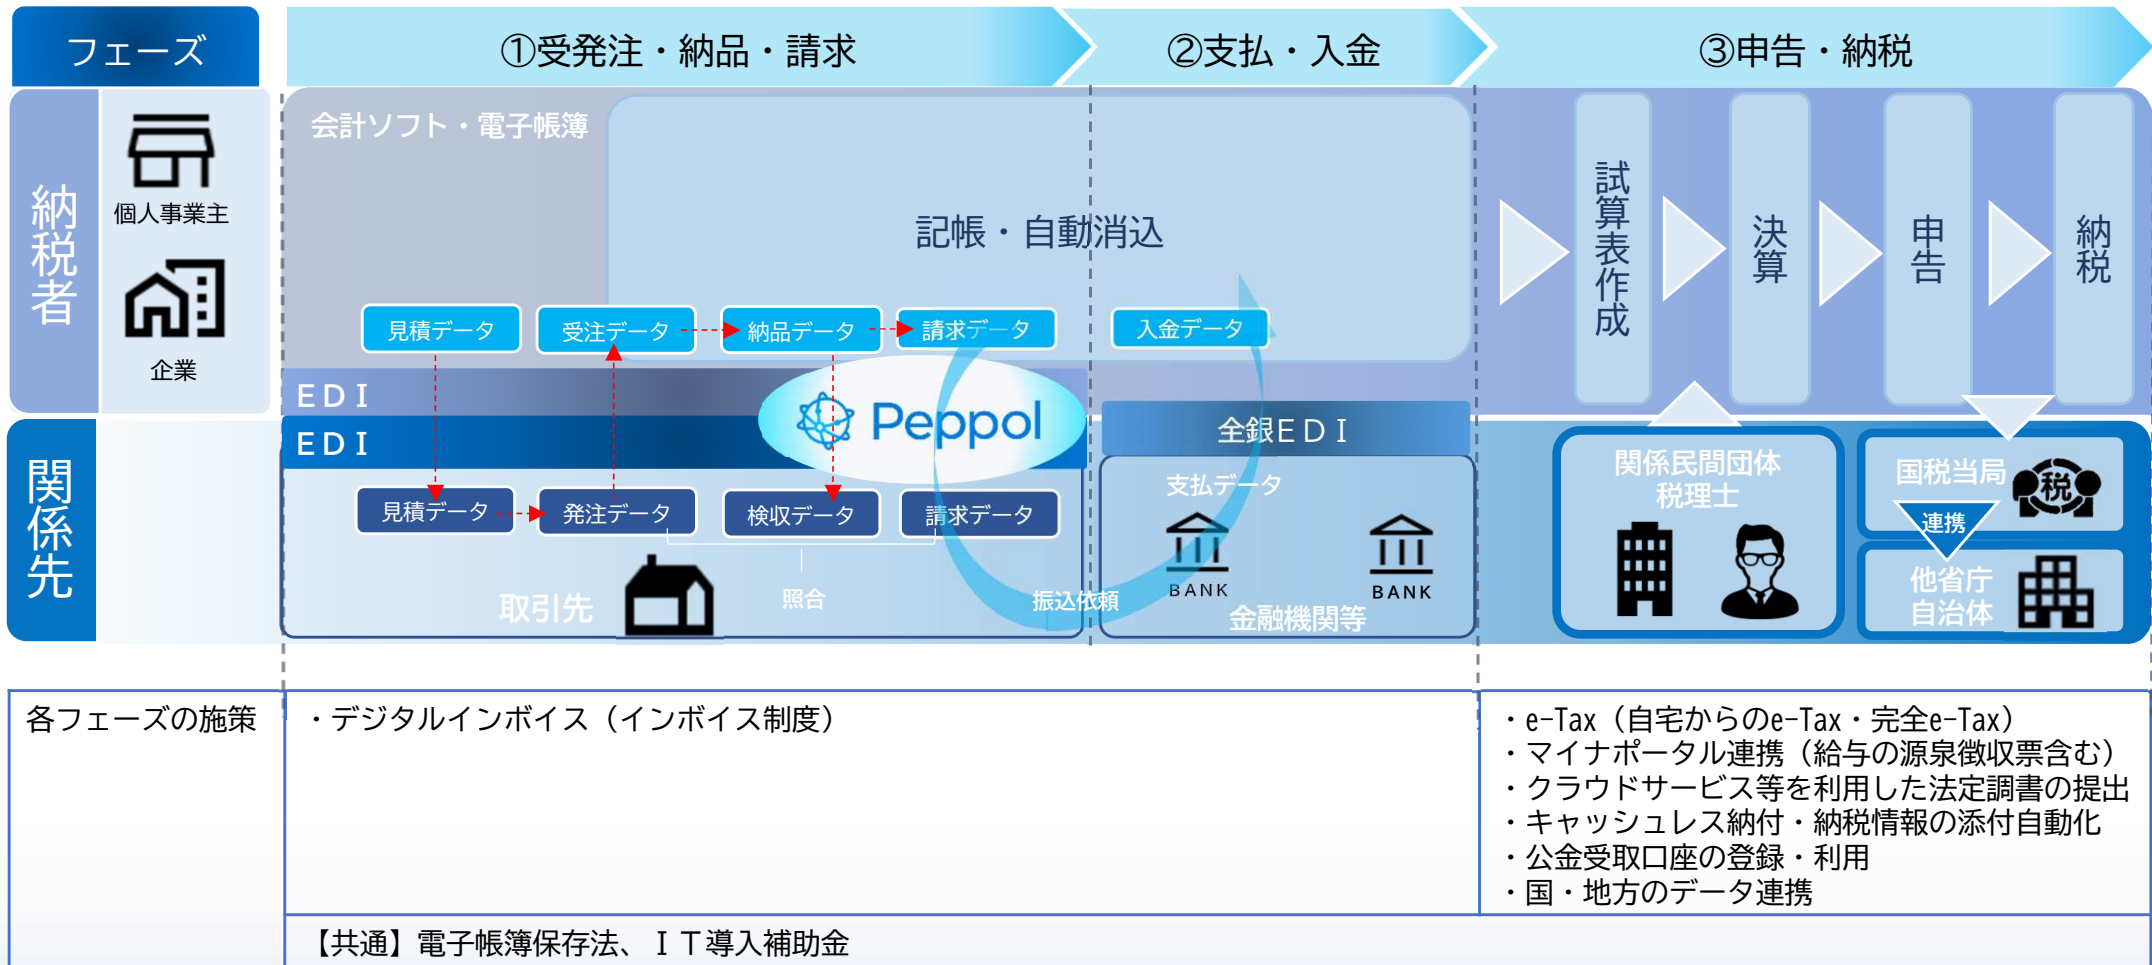 フェーズ
①受発注・納品・請求
②支払・入金
③申告・納税
納税者
個人事業主
企業
会計ソフト・電子帳簿
記帳・自動消込
見積データ
受注データ
納品データ
請求データ
入金データ
試算表作成
決算
申告
納税
ＥＤＩ
ＥＤＩ
Peppol
全銀ＥＤＩ
関係先
見積データ
発注データ
検収データ
請求データ
照合
取引先
振込依頼
支払データ
BANK
BANK
金融機関等
関係民間団体
税理士
国税当局
税
連携
他省庁
自治体
各フェーズの施策
・デジタルインボイス（インボイス制度）
・e-Tax（自宅からのe-Tax・完全e-Tax）
・マイナポータル連携（給与の源泉徴収票含む）
・クラウドサービス等を利用した法定調書の提出
・キャッシュレス納付・納税情報の添付自動化
・公金受取口座の登録・利用
・国・地方のデータ連携
【共通】電子帳簿保存法、ＩＴ導入補助金